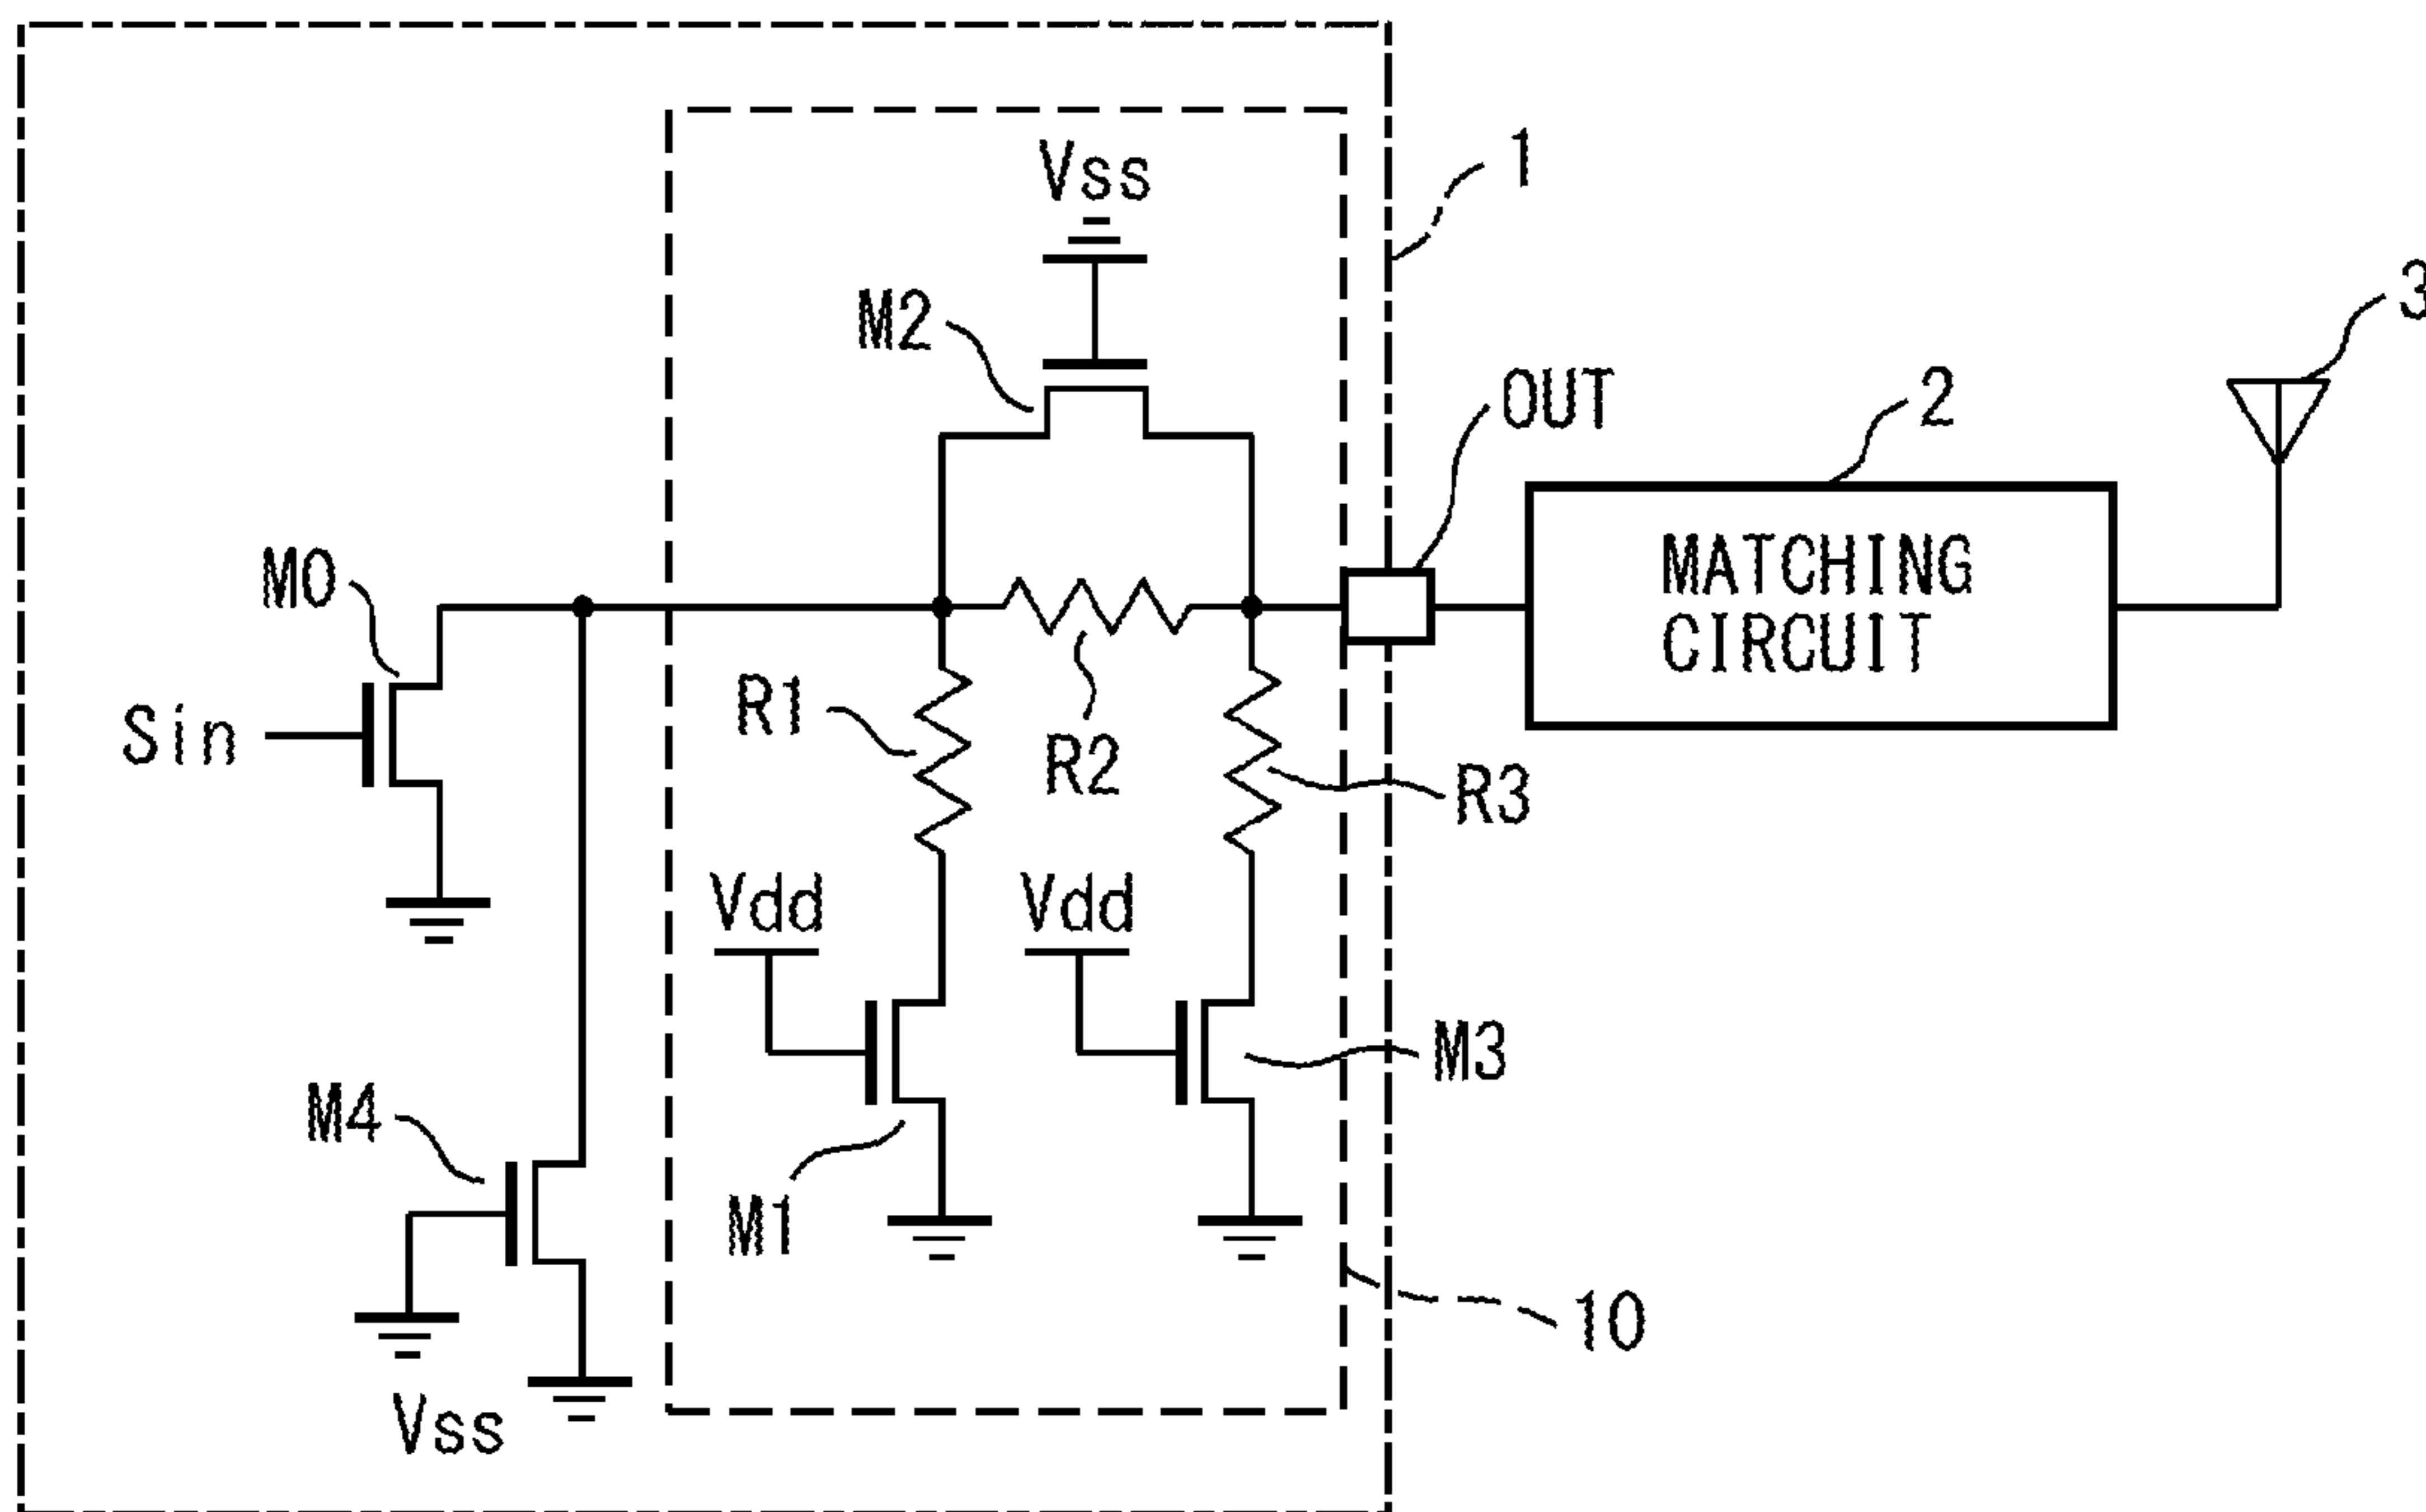 Vss
1
M2
3
OUT
2
M0
MATCHING
CIRCUIT
Sin
R1
R2
R3
Vdd
Vdd
M3
M4
M1
10
Vss